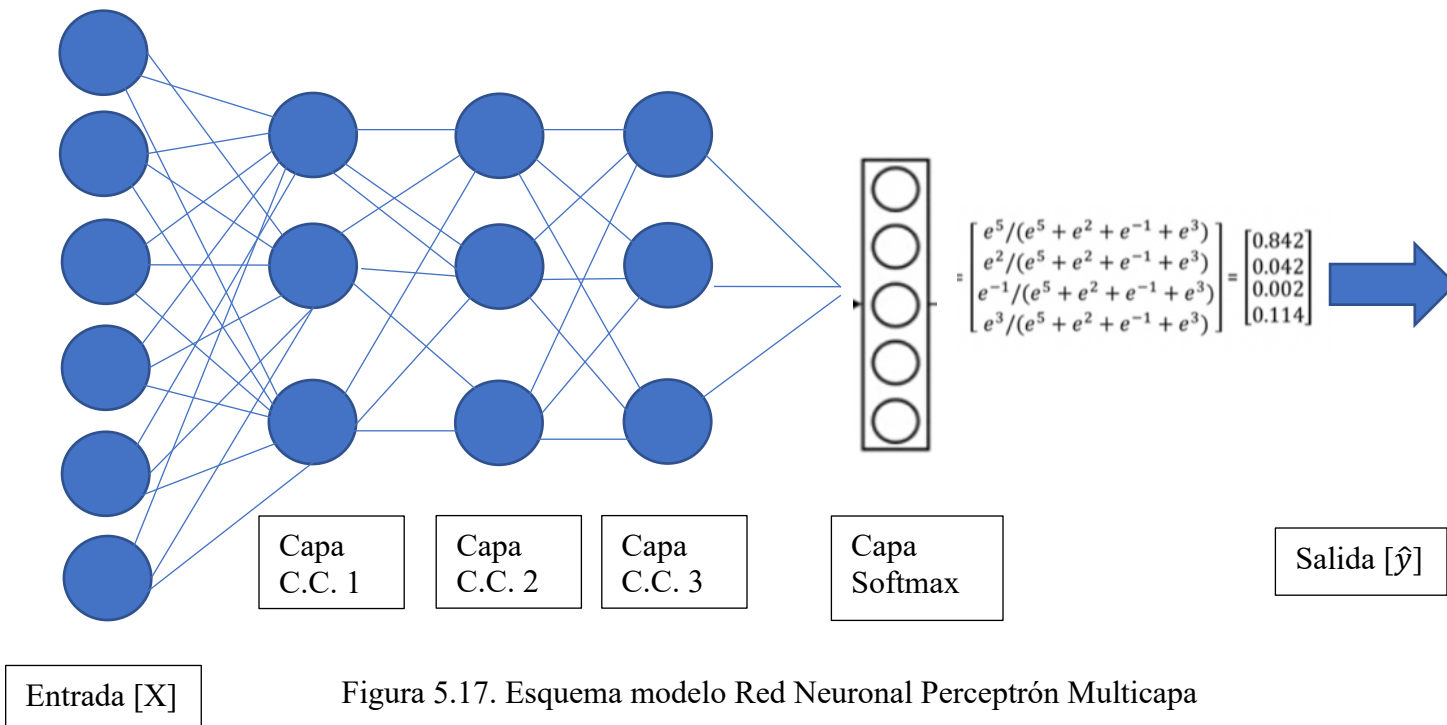 = [e^5/(e^5 + e^2 + e^-1 + e^3)] = [0.842]
[e^2/(e^5 + e^2 + e^-1 + e^3)] [0.042]
[e^-1/(e^5 + e^2 + e^-1 + e^3)] [0.002]
[e^3/(e^5 + e^2 + e^-1 + e^3)] [0.114]
Capa
C.C. 1
Capa
C.C. 2
Capa
C.C. 3
Capa
Softmax
Salida [ŷ]
Entrada [X]
Figura 5.17. Esquema modelo Red Neuronal Perceptrón Multicapa